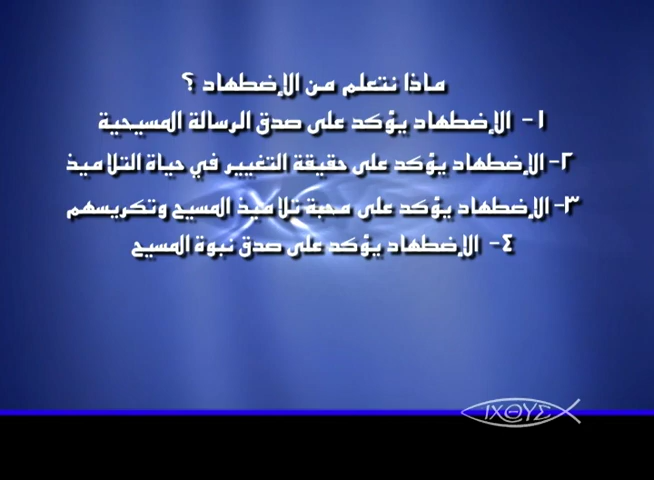 ماذا نتعلم من الإضطهاد ؟
١- الإضطهاد يؤكد على صدق الرسالة المسيحية
٢- الإضطهاد يؤكد على حقيقة التغيير في حياة التلاميذ
٣- الإضطهاد يؤكد على محبة تلاميذ المسيح وتكريسهم
٤- الإضطهاد يؤكد على صدق نبوة المسيح
ΙΧΘΥΣ